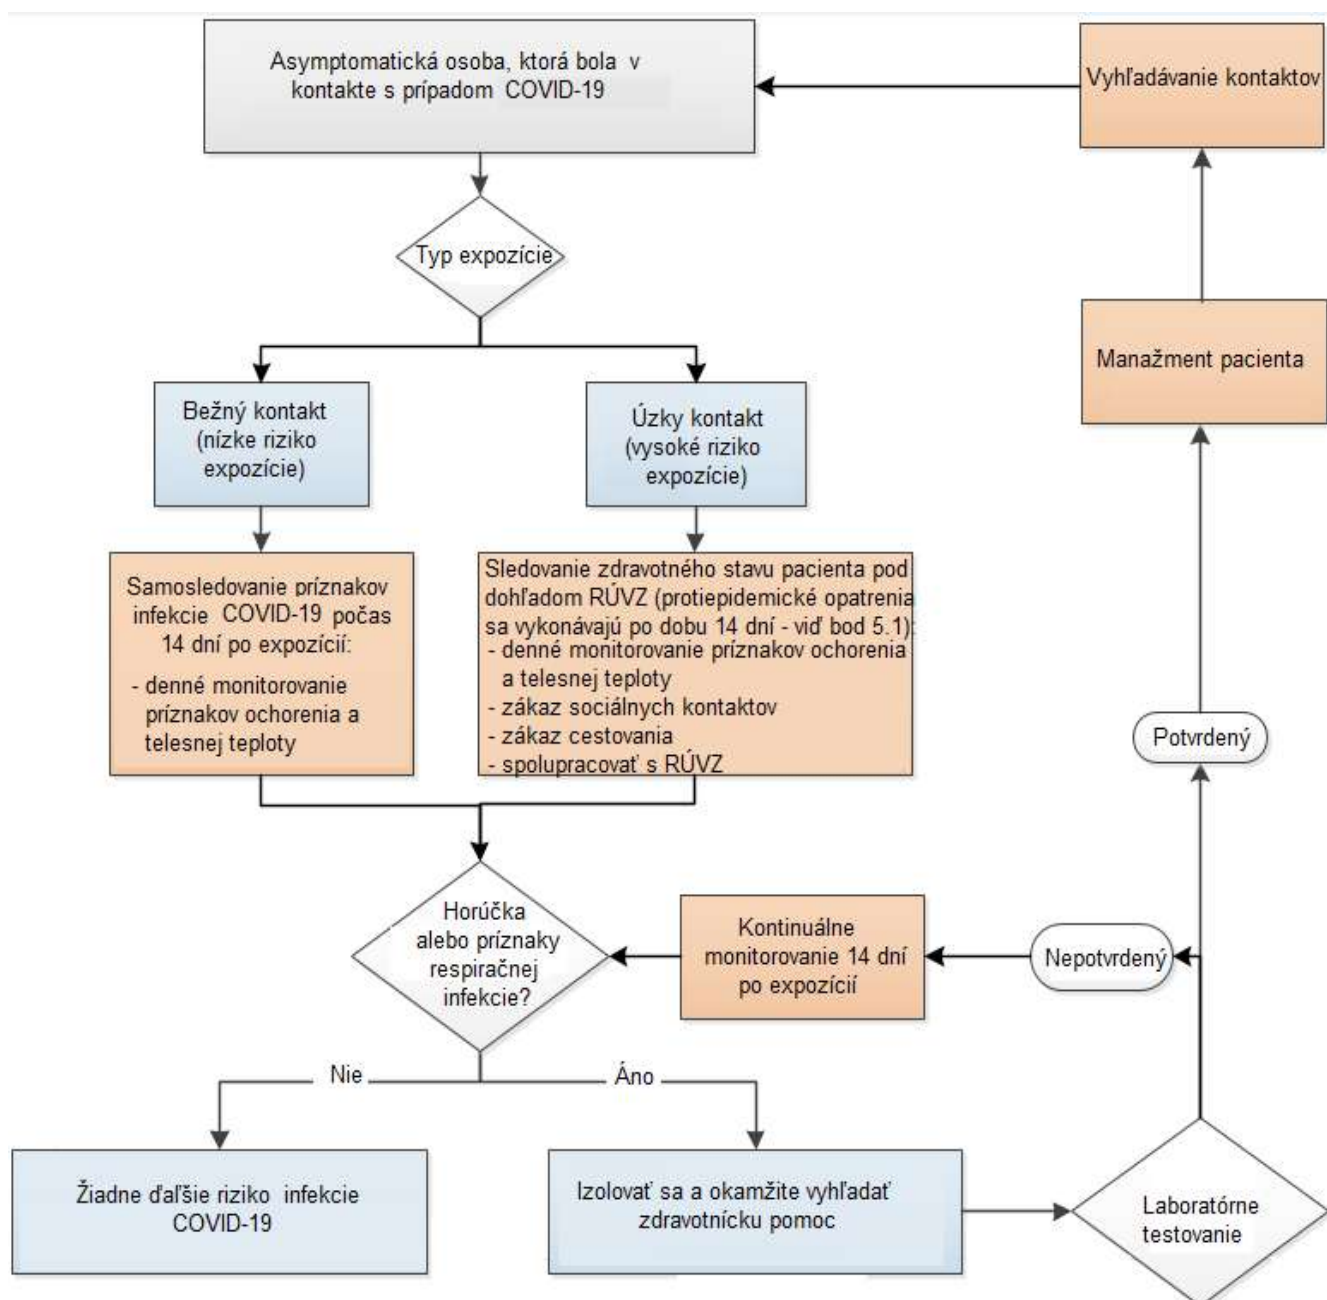 Asymptomatická osoba, ktorá bola v
kontakte s prípadom COVID-19
Vyhľadávanie kontaktov
Typ expozície
Manažment pacienta
Bežný kontakt
(nízke riziko
expozície)
Úzky kontakt
(vysoké riziko
expozície)
Samosledovanie príznakov
infekcie COVID-19 počas
14 dní po expozícií:
- denné monitorovanie
príznakov ochorenia a
telesnej teploty
Sledovanie zdravotného stavu pacienta pod
dohľadom RÚVZ (protiepidemické opatrenia
sa vykonávajú po dobu 14 dní - viď bod 5.1):
- denné monitorovanie príznakov ochorenia
a telesnej teploty
- zákaz sociálnych kontaktov
- zákaz cestovania
- spolupracovať s RÚVZ
Potvrdený
Horúčka
alebo príznaky
respiračnej
infekcie?
Kontinuálne
monitorovanie 14 dní
po expozícií
Nepotvrdený
Nie
Áno
Žiadne ďaľšie riziko infekcie
COVID-19
Izolovať sa a okamžite vyhľadať
zdravotnícku pomoc
Laboratórne
testovanie